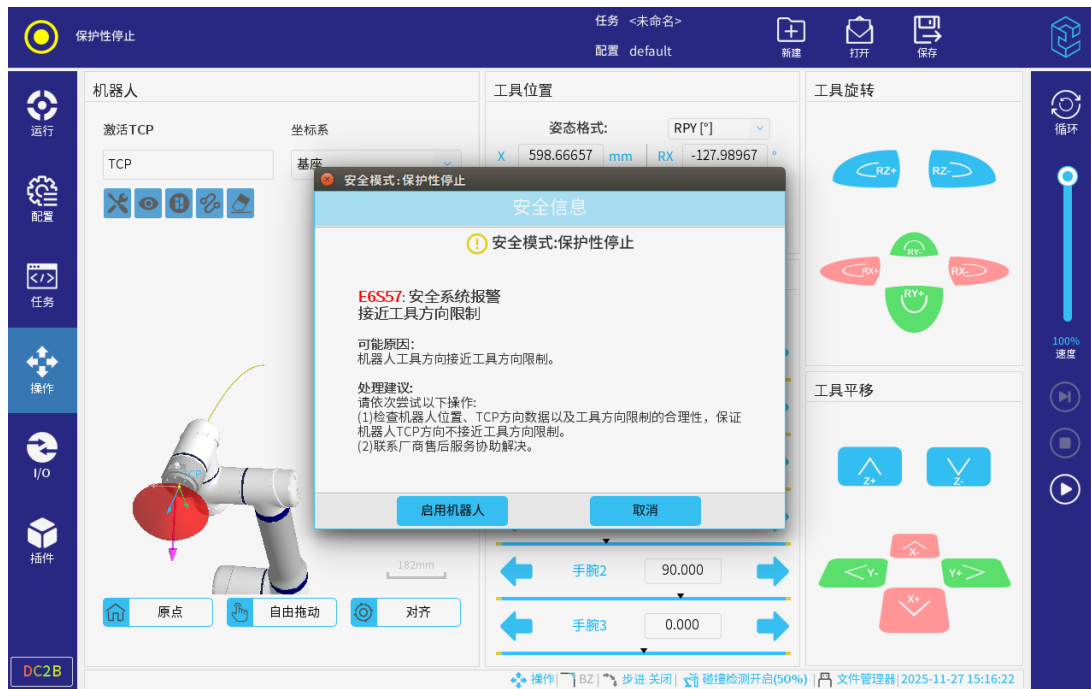 保护性停止
任务 <未命名>
配置 default
新建
打开
保存
运行
配置
任务
操作
I/O
插件
DC2B
机器人
激活TCP
坐标系
TCP
基座
TCP
182mm
原点
自由拖动
对齐
工具位置
姿态格式:
RPY [°]
X 598.66657 mm RX -127.98967 °
安全模式:保护性停止
安全信息
安全模式:保护性停止
E6S57: 安全系统报警
接近工具方向限制
可能原因:
机器人工具方向接近工具方向限制。
处理建议:
请依次尝试以下操作:
(1)检查机器人位置、TCP方向数据以及工具方向限制的合理性，保证
机器人TCP方向不接近工具方向限制。
(2)联系厂商售后服务协助解决。
启用机器人
取消
手腕2 90.000
手腕3 0.000
工具旋转
RZ+
RZ-
RY-
RX+
RX-
RY+
工具平移
Z+
Z-
X-
Y-
Y+
X+
循环
100%
速度
操作| BZ| 步进 关闭| 碰撞检测开启(50%) | 文件管理器|2025-11-27 15:16:22